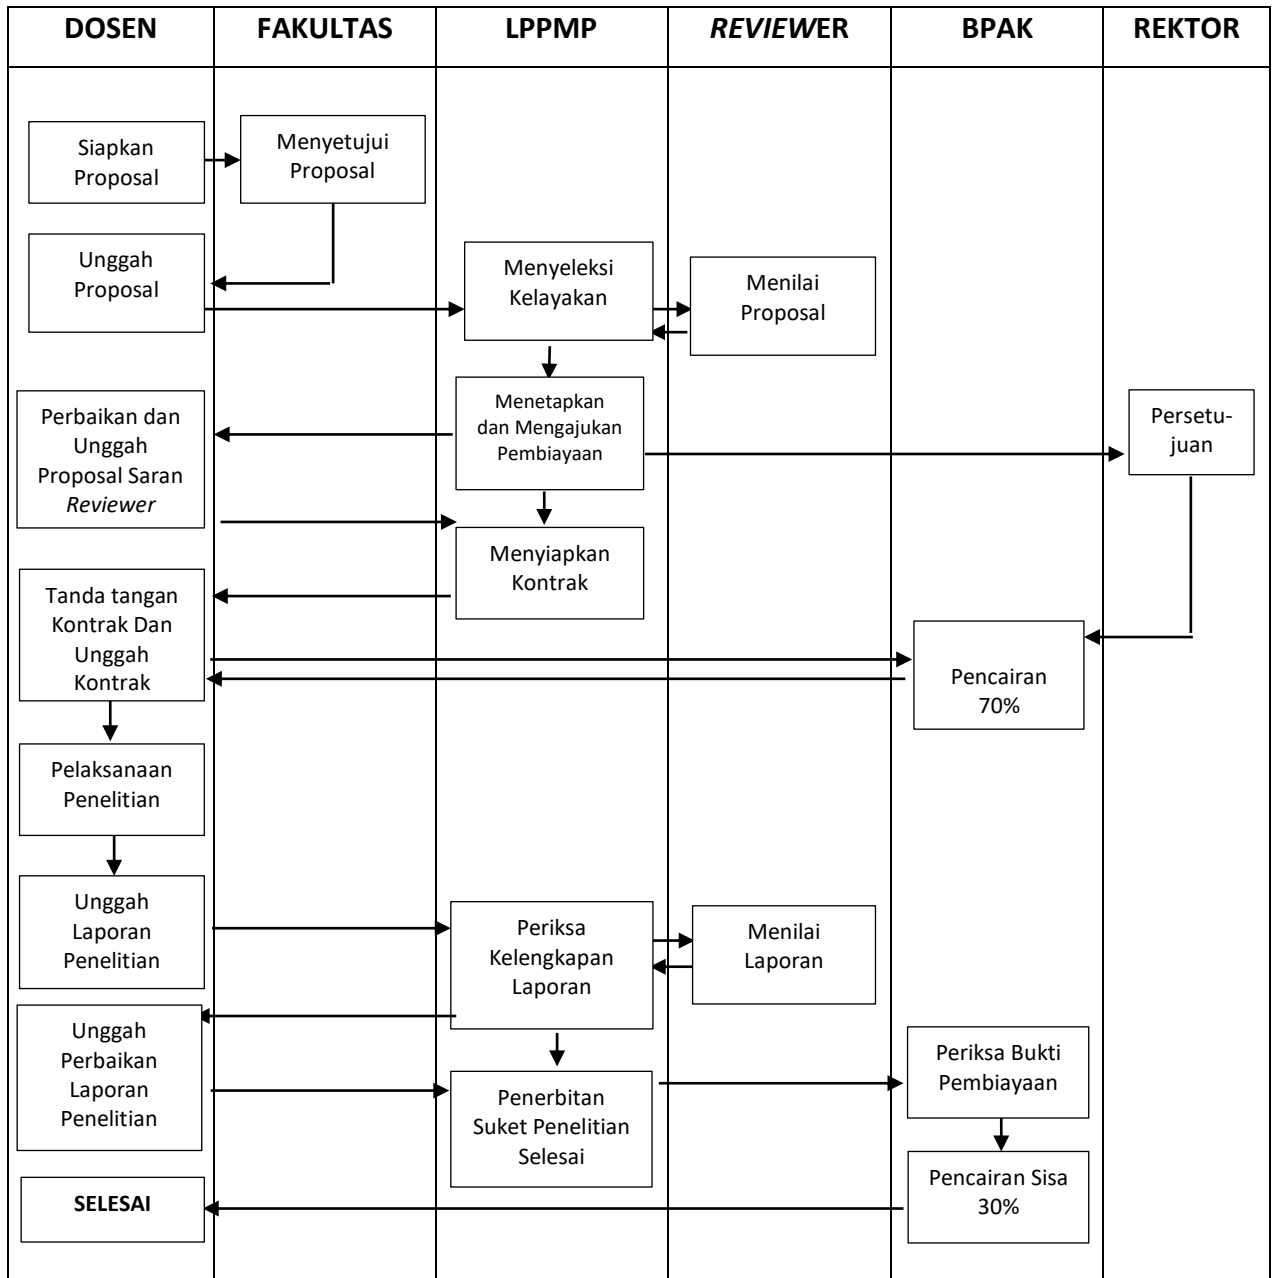 DOSEN
FAKULTAS
LPPMP
REVIEWER
BPAK
REKTOR
Siapkan
Proposal
Menyetujui
Proposal
Unggah
Proposal
Menyeleksi
Kelayakan
Menilai
Proposal
Perbaikan dan
Unggah
Proposal Saran
Reviewer
Menetapkan
dan Mengajukan
Pembiayaan
Persetu-
juan
Menyiapkan
Kontrak
Tanda tangan
Kontrak Dan
Unggah
Kontrak
Pencairan
70%
Pelaksanaan
Penelitian
Unggah
Laporan
Penelitian
Periksa
Kelengkapan
Laporan
Menilai
Laporan
Unggah
Perbaikan
Laporan
Penelitian
Penerbitan
Suket Penelitian
Selesai
Periksa Bukti
Pembiayaan
Pencairan Sisa
30%
SELESAI